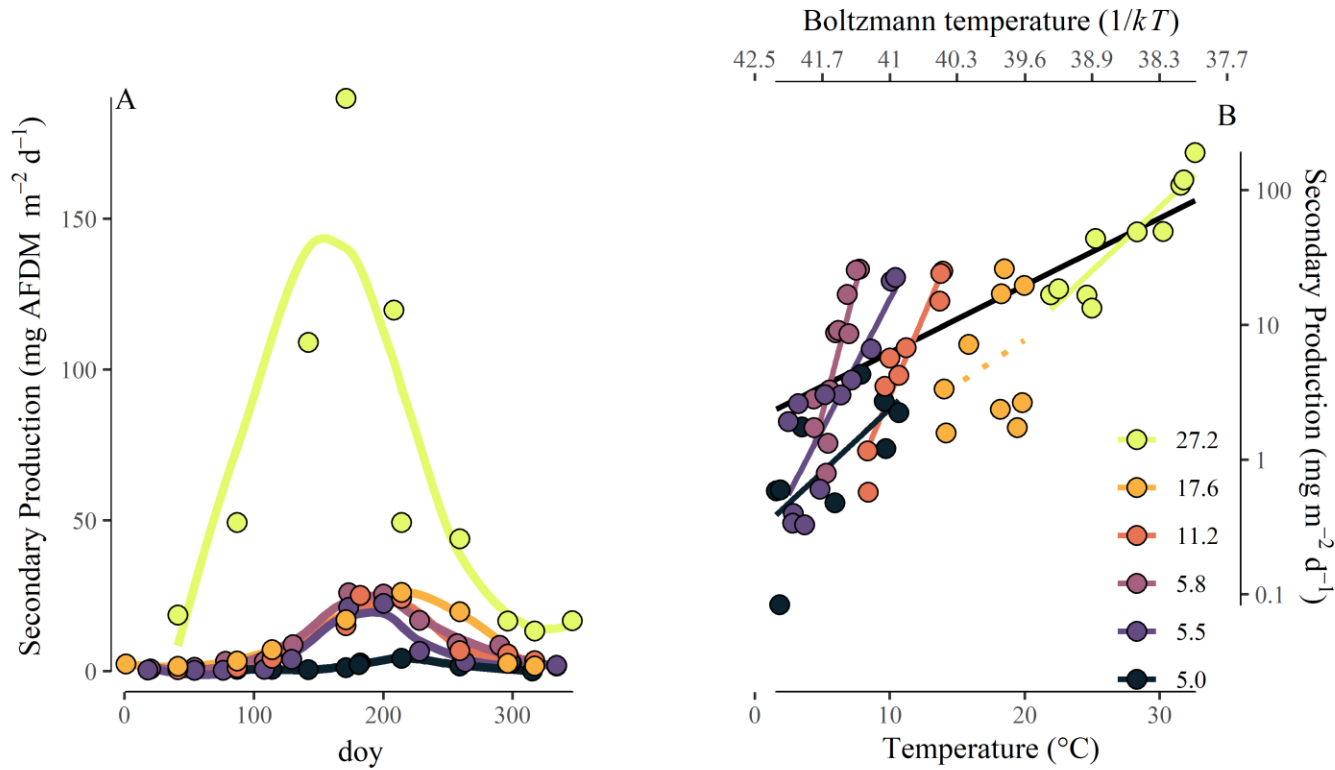 A
Secondary Production (mg AFDM m⁻² d⁻¹)
150
100
50
0
0 100 200 300
doy
Boltzmann temperature (1/kT)
42.5 41.7 41 40.3 39.6 38.9 38.3 37.7
B
100
10
1
0.1
Secondary Production (mg m⁻² d⁻¹)
27.2
17.6
11.2
5.8
5.5
5.0
0 10 20 30
Temperature (°C)